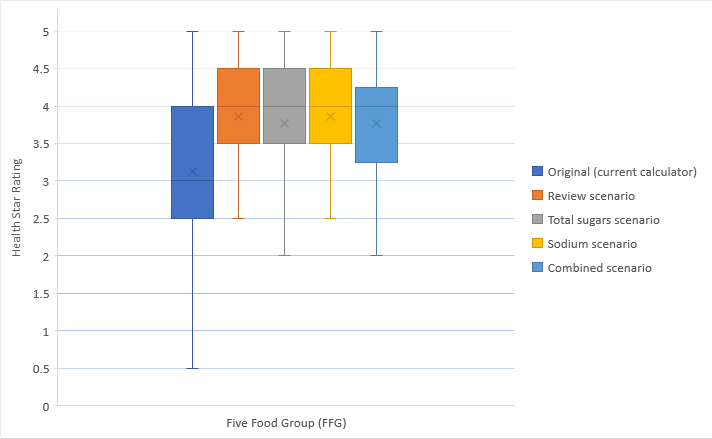 5
4.5
4
3.5
3
2.5
2
1.5
1
0.5
0
Health Star Rating
Five Food Group (FFG)
Original (current calculator)
Review scenario
Total sugars scenario
Sodium scenario
Combined scenario